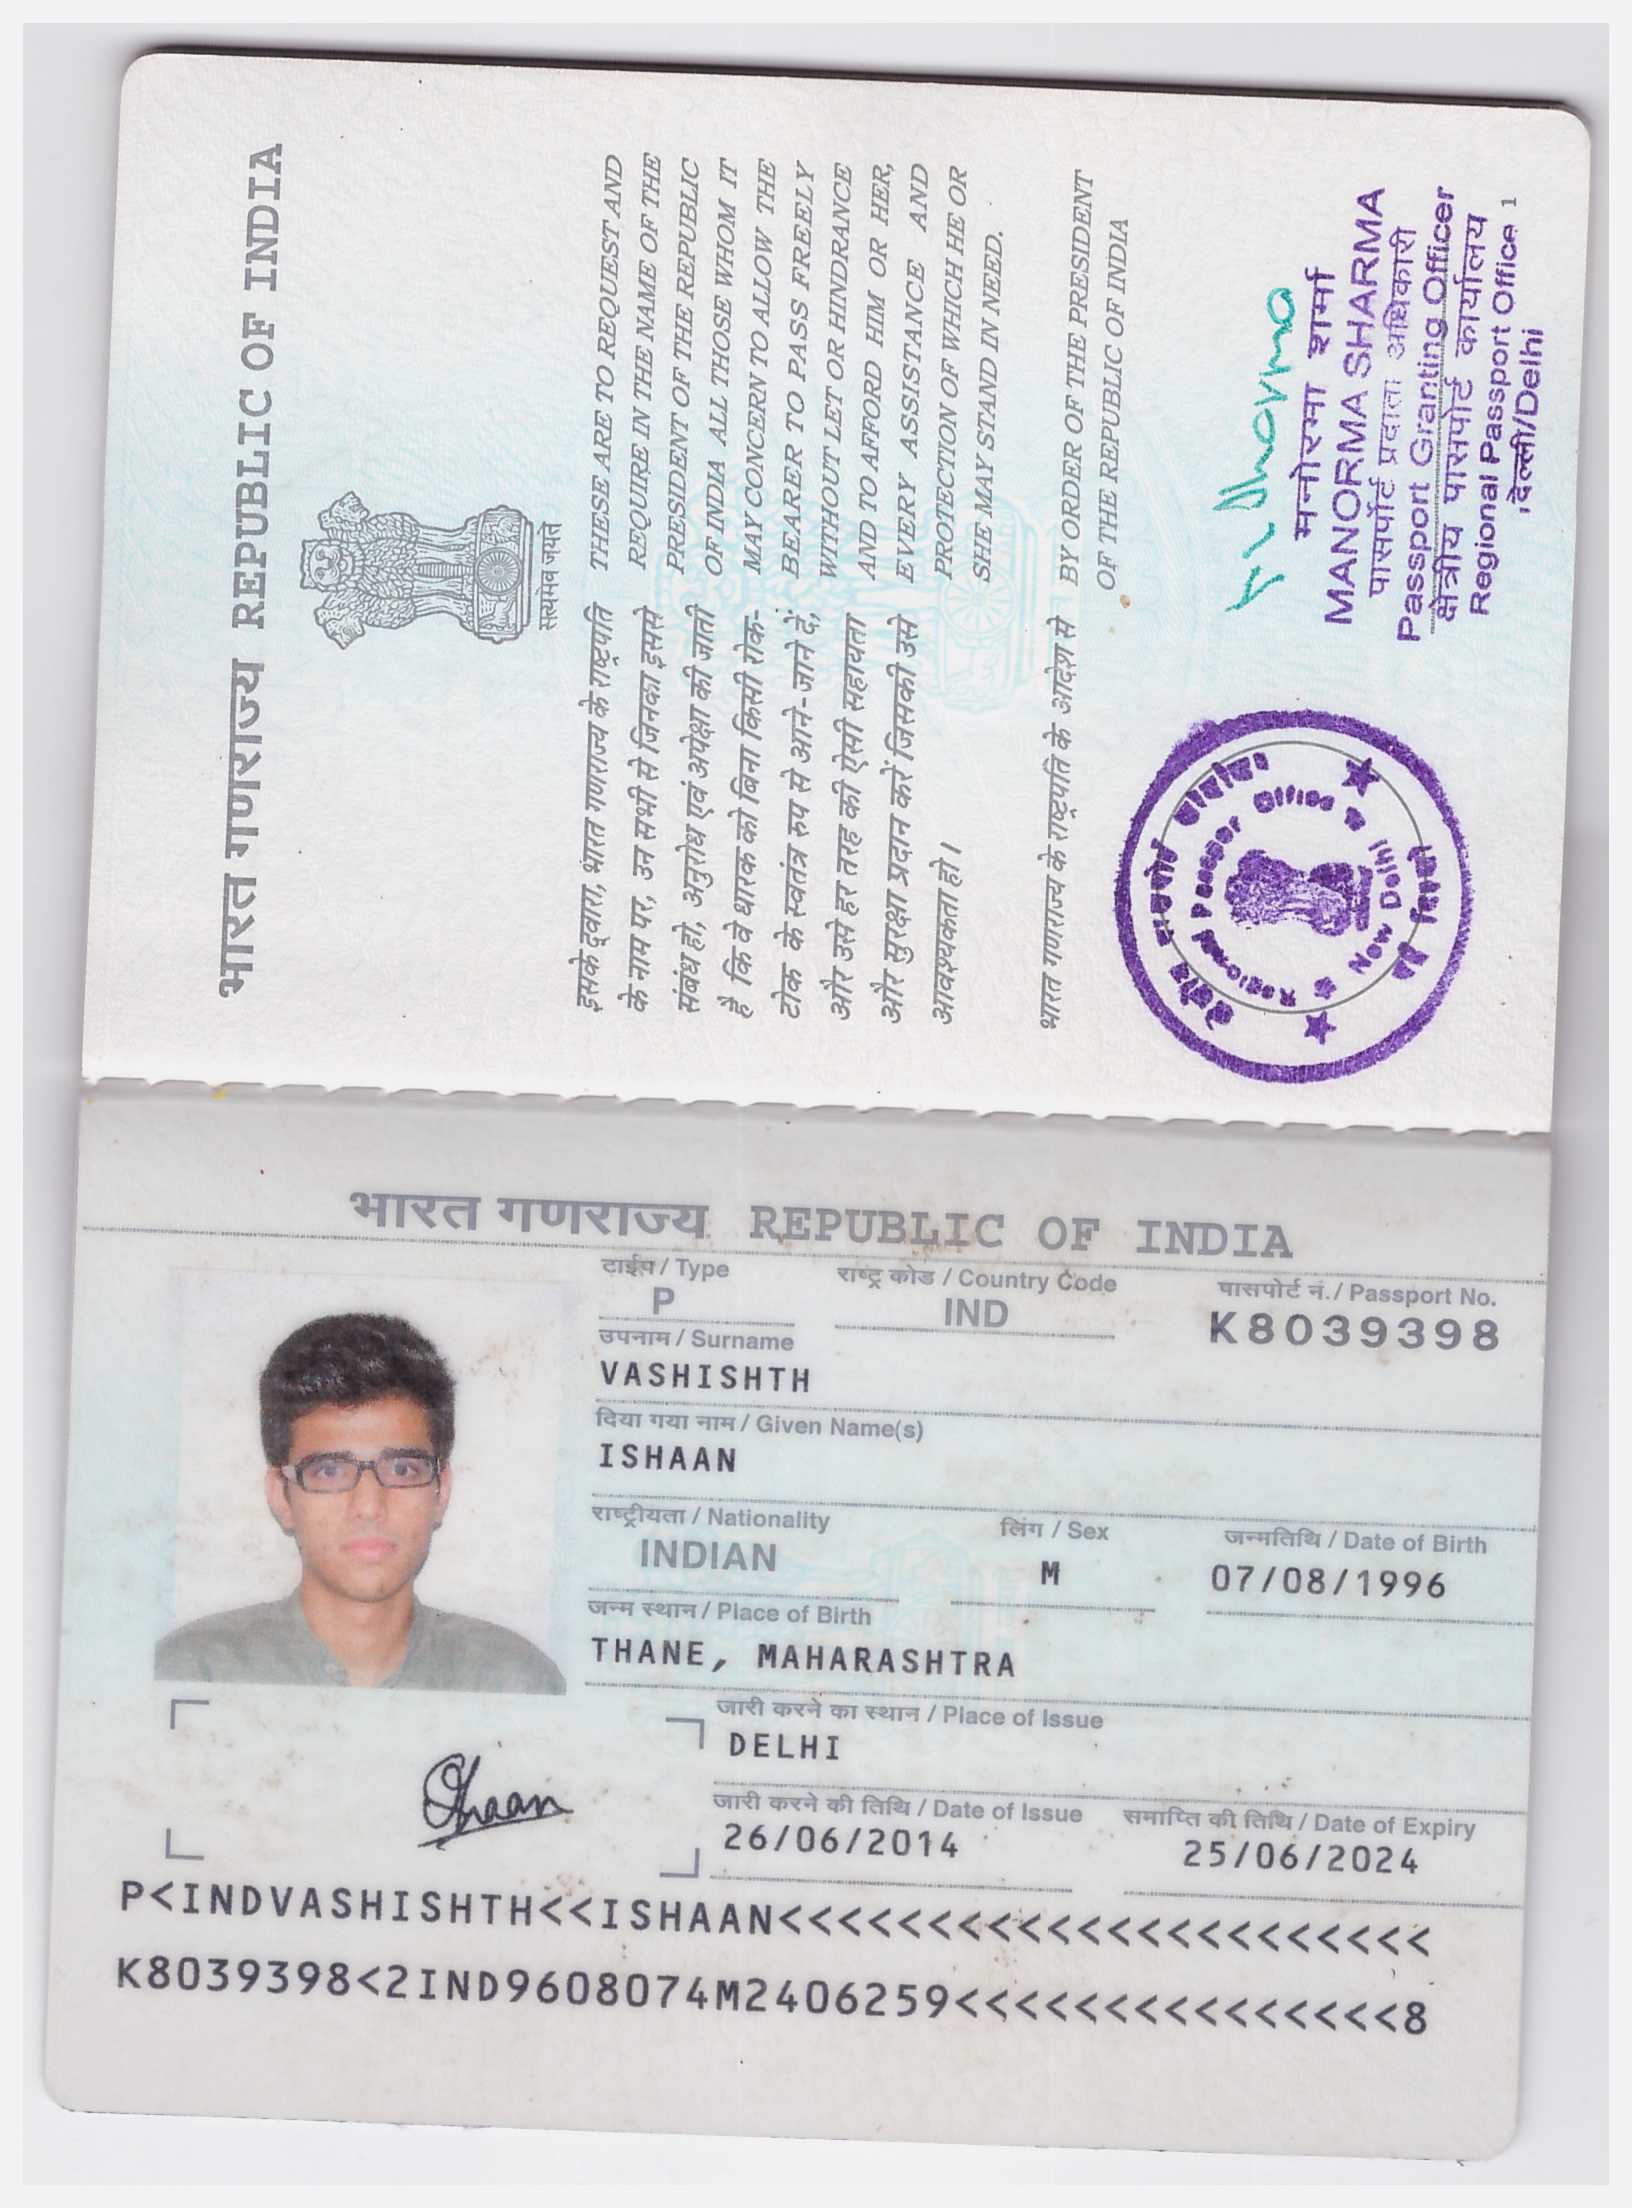 भारत गणराज्य REPUBLIC OF INDIA
सत्यमेव जयते
इसके द्वारा, भारत गणराज्य के राष्ट्रपति
के नाम पर, उन सभी से जिनका इससे
संबंध हो, अनुरोध एवं अपेक्षा की जाती
है कि वे धारक को बिना किसी रोक-
टोक के स्वतंत्र रुप से आने-जाने दें,
और उसे हर तरह की ऐसी सहायता
और सुरक्षा प्रदान करें जिसकी उसे
आवश्यकता हो।
THESE ARE TO REQUEST AND
REQUIRE IN THE NAME OF THE
PRESIDENT OF THE REPUBLIC
OF INDIA ALL THOSE WHOM IT
MAY CONCERN TO ALLOW THE
BEARER TO PASS FREELY
WITHOUT LET OR HINDRANCE
AND TO AFFORD HIM OR HER,
EVERY ASSISTANCE AND
PROTECTION OF WHICH HE OR
SHE MAY STAND IN NEED.
भारत गणराज्य के राष्ट्रपति के आदेश से
BY ORDER OF THE PRESIDENT
OF THE REPUBLIC OF INDIA
मनोरमा शर्मा
MANORMA SHARMA
पासपोर्ट प्रदाता अधिकारी
Passport Granting Officer
क्षेत्रीय पासपोर्ट कार्यालय
Regional Passport Office
दिल्ली/Delhi
1
Regional Office
New Delhi
नई दिल्ली
भारत गणराज्य REPUBLIC OF INDIA
टाईप / Type राष्ट्र कोड / Country Code पासपोर्ट नं. / Passport No.
P IND K8039398
उपनाम / Surname
VASHISHTH
दिया गया नाम / Given Name(s)
ISHAAN
राष्ट्रीयता / Nationality लिंग / Sex जन्मतिथि / Date of Birth
INDIAN M 07/08/1996
जन्म स्थान / Place of Birth
THANE, MAHARASHTRA
जारी करने का स्थान / Place of Issue
DELHI
जारी करने की तिथि / Date of Issue समाप्ति की तिथि / Date of Expiry
26/06/2014 25/06/2024
Ishaan
P<INDVASHISHTH<<ISHAAN<<<<<<<<<<<<<<<<<<<<<<
K8039398<2IND9608074M2406259<<<<<<<<<<<<<<<8